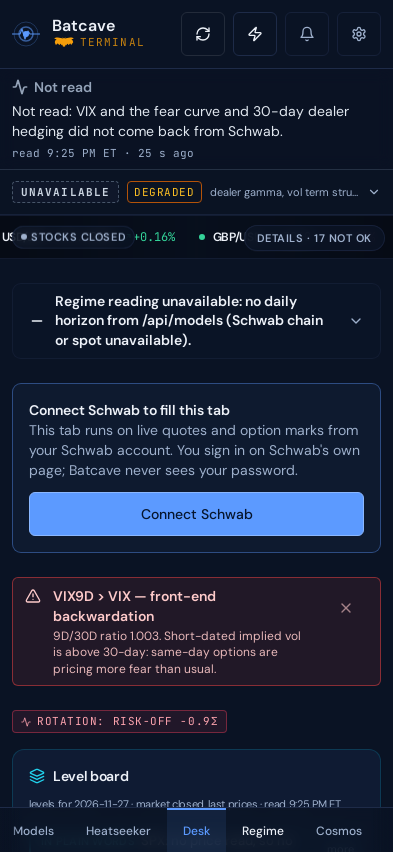 Batcave
TERMINAL
Not read
Not read: VIX and the fear curve and 30-day dealer
hedging did not come back from Schwab.
read 9:25 PM ET · 25 s ago
UNAVAILABLE
DEGRADED
dealer gamma, vol term stru…
US
STOCKS CLOSED
+0.16%
GBP/U
DETAILS · 17 NOT OK
Regime reading unavailable: no daily
horizon from /api/models (Schwab chain
or spot unavailable).
Connect Schwab to fill this tab
This tab runs on live quotes and option marks from
your Schwab account. You sign in on Schwab's own
page; Batcave never sees your password.
Connect Schwab
VIX9D > VIX — front-end
backwardation
9D/30D ratio 1.003. Short-dated implied vol
is above 30-day: same-day options are
pricing more fear than usual.
ROTATION: RISK-OFF -0.9Σ
Level board
levels for 2026-11-27 · market closed, last prices · read 9:25 PM ET
Models
Heatseeker
Desk
Regime
Cosmos